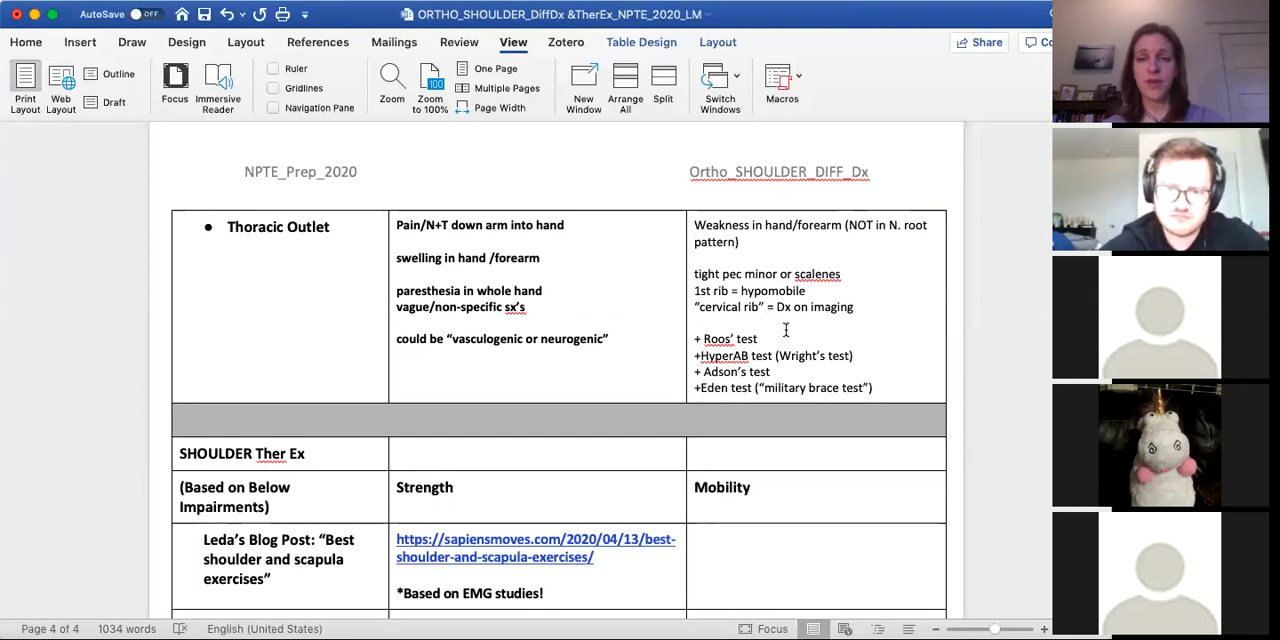 AutoSave OFF
ORTHO_SHOULDER_DiffDx &TherEx_NPTE_2020_LM
Home Insert Draw Design Layout References Mailings Review View Zotero Table Design Layout Share Co
Print Layout
Web Layout
Outline
Draft
Focus
Immersive Reader
Ruler
Gridlines
Navigation Pane
Zoom
Zoom to 100%
One Page
Multiple Pages
Page Width
New Window
Arrange All
Split
Switch Windows
Macros
NPTE_Prep_2020
Ortho_SHOULDER_DIFF_Dx
● Thoracic Outlet
Pain/N+T down arm into hand
swelling in hand /forearm
paresthesia in whole hand
vague/non-specific sx's
could be “vasculogenic or neurogenic”
Weakness in hand/forearm (NOT in N. root
pattern)
tight pec minor or scalenes
1st rib = hypomobile
“cervical rib” = Dx on imaging
+ Roos’ test
+HyperAB test (Wright’s test)
+ Adson’s test
+Eden test (“military brace test”)
SHOULDER Ther Ex
(Based on Below
Impairments)
Strength
Mobility
Leda’s Blog Post: “Best
shoulder and scapula
exercises”
https://sapiensmoves.com/2020/04/13/best-
shoulder-and-scapula-exercises/
*Based on EMG studies!
Page 4 of 4 1034 words English (United States) Focus